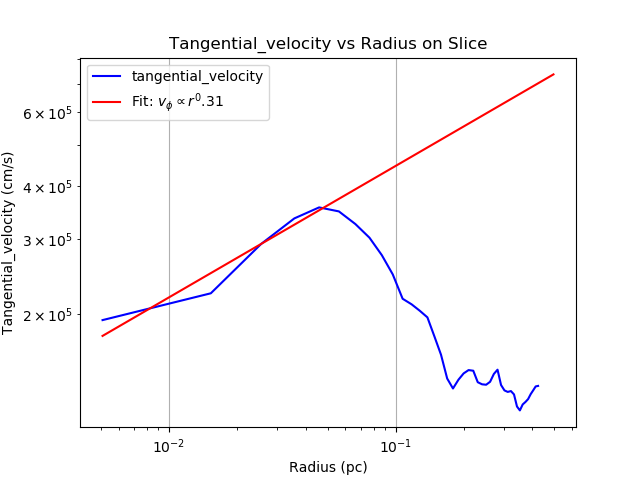 Tangential_velocity vs Radius on Slice
tangential_velocity
Fit: $v_\phi \propto r^0.31$
6 × 10⁵
4 × 10⁵
3 × 10⁵
2 × 10⁵
Tangential_velocity (cm/s)
10⁻² 10⁻¹
Radius (pc)